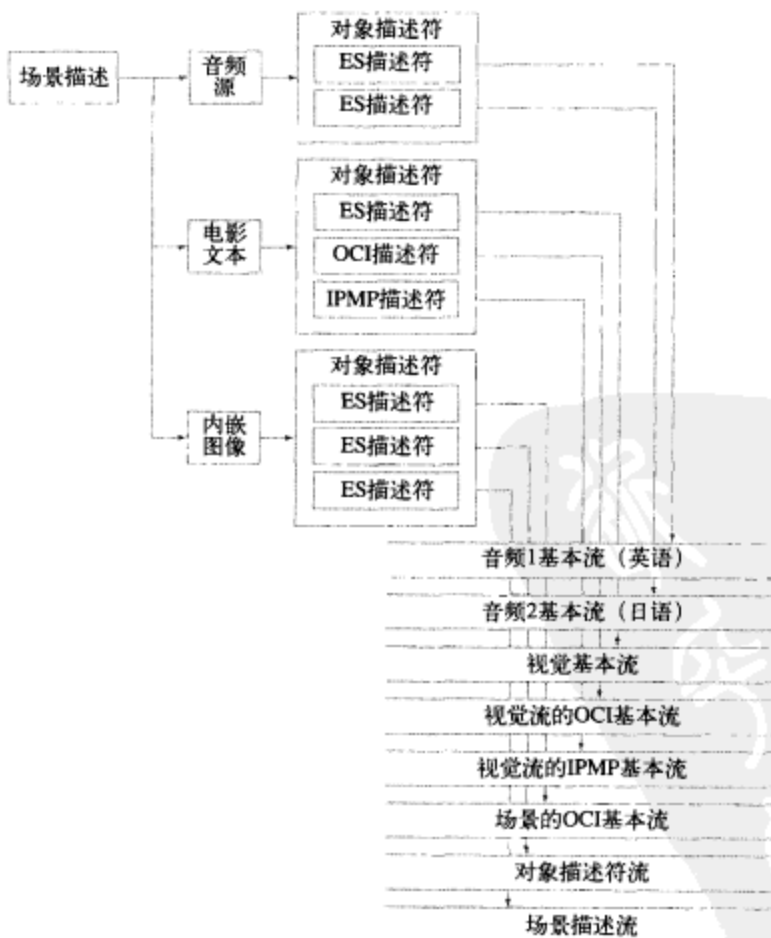 场景描述
音频
源
对象描述符
ES描述符
ES描述符
电影
文本
对象描述符
ES描述符
OCI描述符
IPMP描述符
内嵌
图像
对象描述符
ES描述符
ES描述符
ES描述符
音频1基本流（英语）
音频2基本流（日语）
视觉基本流
视觉流的OCI基本流
视觉流的IPMP基本流
场景的OCI基本流
对象描述符流
场景描述流